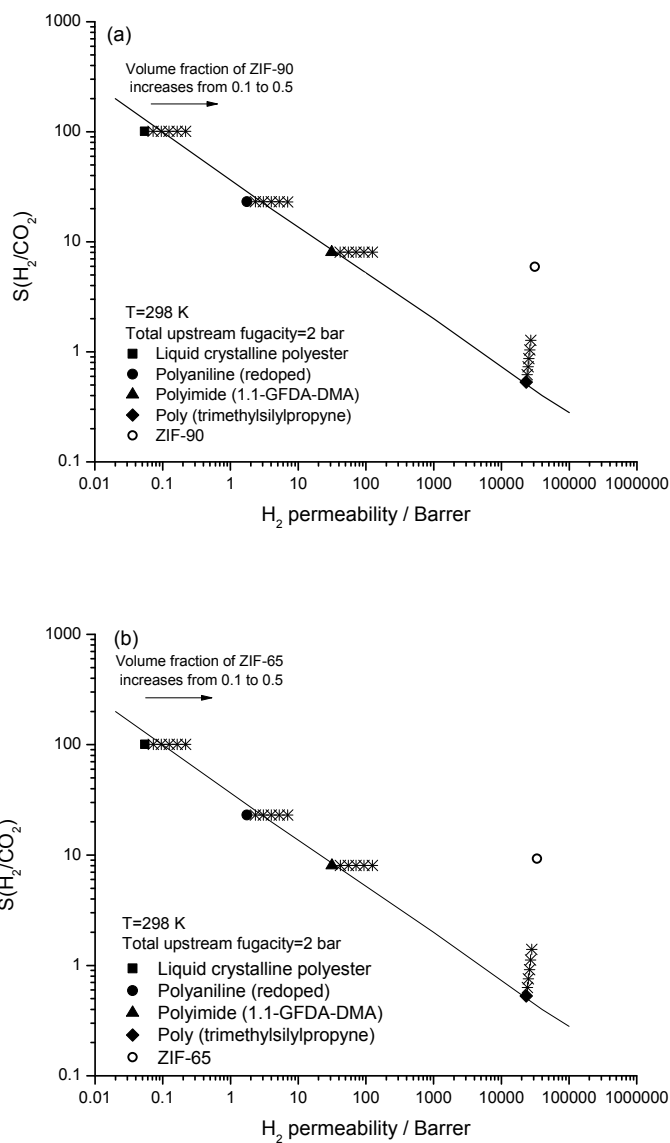 (a)
Volume fraction of ZIF-90
increases from 0.1 to 0.5
1000
100
10
1
0.1
S(H₂/CO₂)
T=298 K
Total upstream fugacity=2 bar
Liquid crystalline polyester
Polyaniline (redoped)
Polyimide (1.1-GFDA-DMA)
Poly (trimethylsilylpropyne)
ZIF-90
0.01 0.1 1 10 100 1000 10000 100000 1000000
H₂ permeability / Barrer
(b)
Volume fraction of ZIF-65
increases from 0.1 to 0.5
1000
100
10
1
0.1
S(H₂/CO₂)
T=298 K
Total upstream fugacity=2 bar
Liquid crystalline polyester
Polyaniline (redoped)
Polyimide (1.1-GFDA-DMA)
Poly (trimethylsilylpropyne)
ZIF-65
0.01 0.1 1 10 100 1000 10000 100000 1000000
H₂ permeability / Barrer